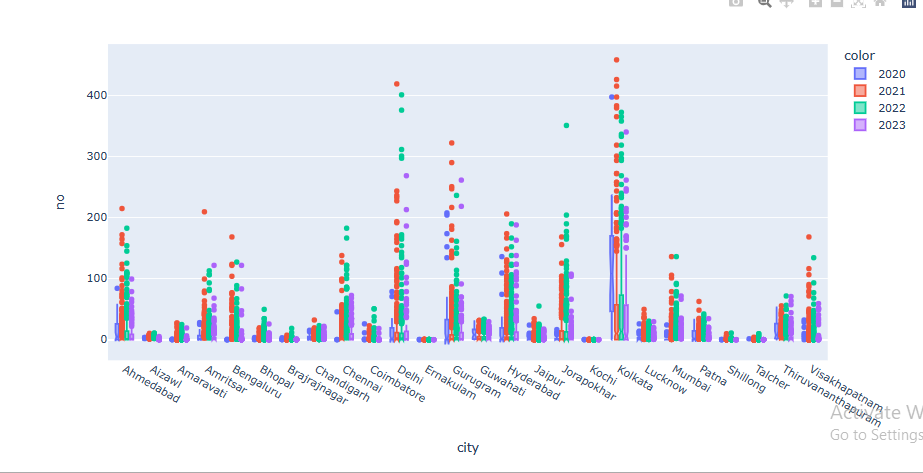 color
2020
2021
2022
2023
400
300
200
100
0
no
Ahmedabad
Aizawl
Amaravati
Amritsar
Bengaluru
Bhopal
Brajrajnagar
Chandigarh
Chennai
Coimbatore
Delhi
Ernakulam
Gurugram
Guwahati
Hyderabad
Jaipur
Jorapokhar
Kochi
Kolkata
Lucknow
Mumbai
Patna
Shillong
Talcher
Thiruvananthapuram
Visakhapatnam
city
Activate W
Go to Settings